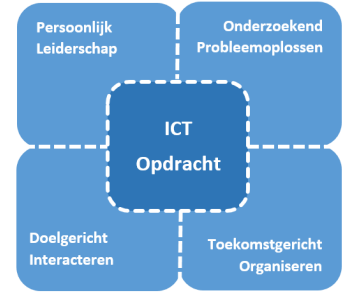 Persoonlijk
Leiderschap
Onderzoekend
Probleemoplossen
ICT
Opdracht
Doelgericht
Interacteren
Toekomstgericht
Organiseren